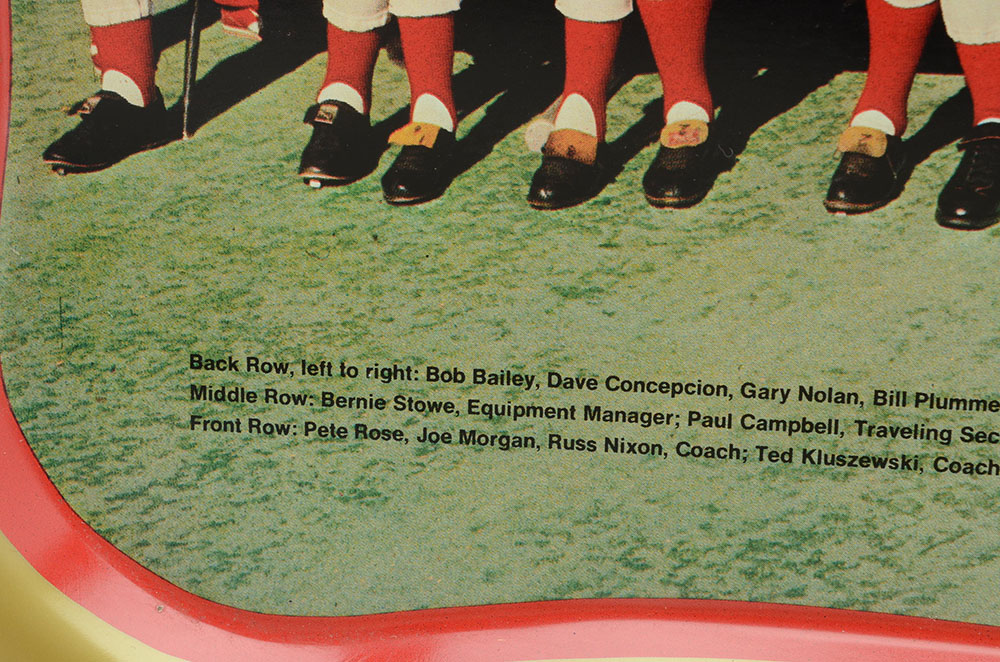 Back Row, left to right: Bob Bailey, Dave Concepcion, Gary Nolan, Bill Plumme
Middle Row: Bernie Stowe, Equipment Manager; Paul Campbell, Traveling Sec
Front Row: Pete Rose, Joe Morgan, Russ Nixon, Coach; Ted Kluszewski, Coach